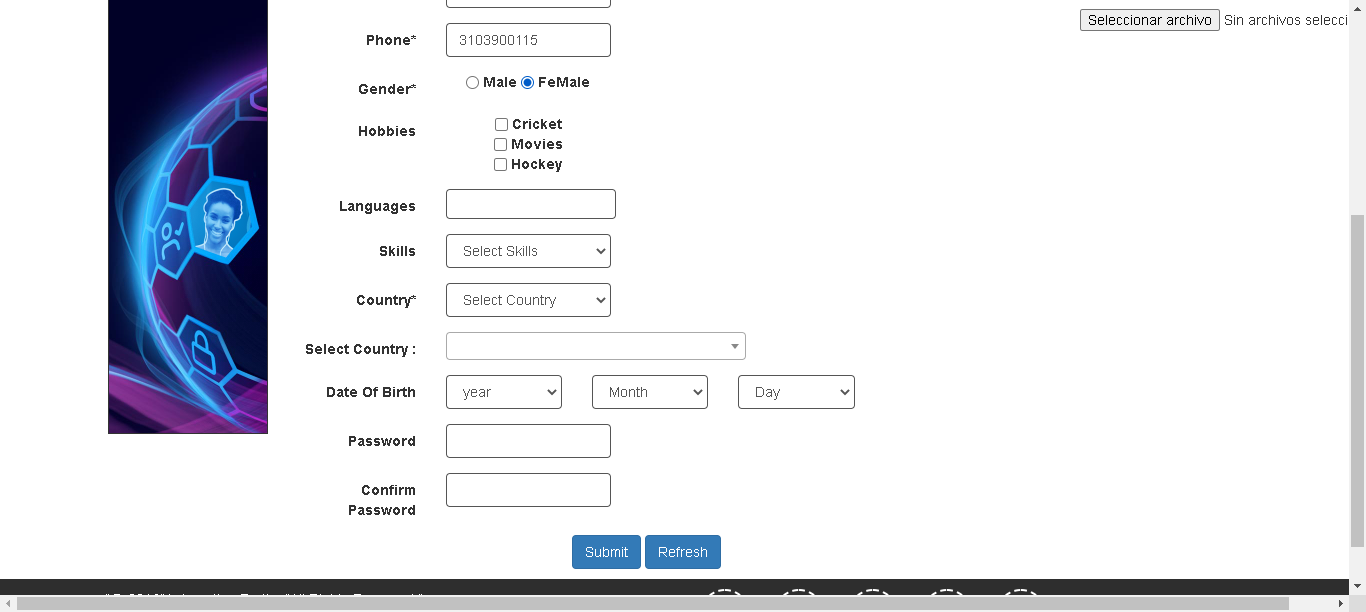 Seleccionar archivo Sin archivos selecci
Phone* 3103900115
Gender* Male FeMale
Hobbies Cricket
Movies
Hockey
Languages
Skills Select Skills
Country* Select Country
Select Country :
Date Of Birth year Month Day
Password
Confirm
Password
Submit Refresh